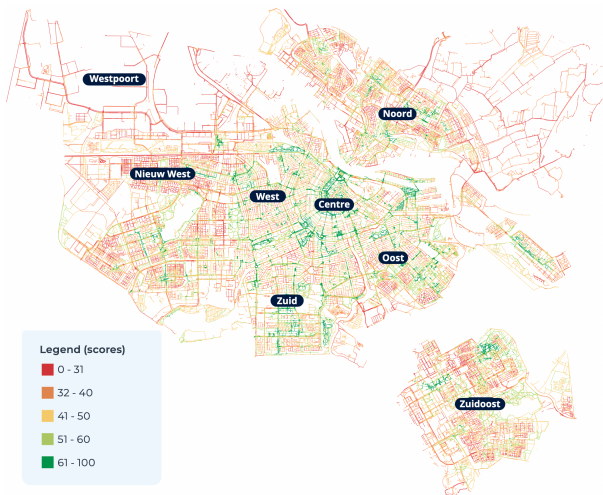 Westpoort
Noord
Nieuw West
West
Centre
Oost
Zuid
Legend (scores)
0 - 31
32 - 40
41 - 50
51 - 60
61 - 100
Zuidoost